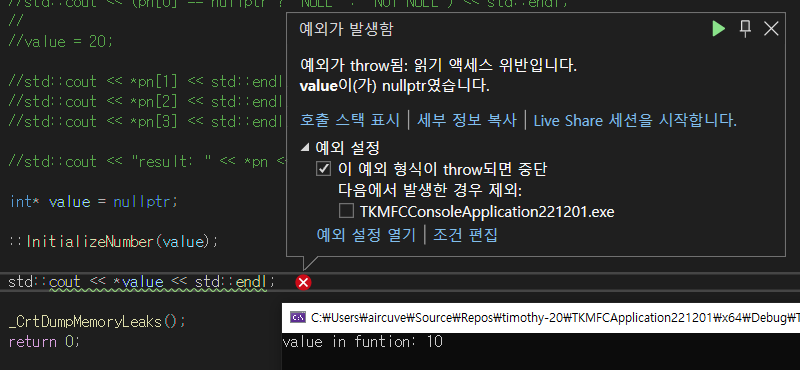 //std::cout << (pn[0] == nullptr ? "NULL" : "NOT NULL") << std::endl;
//
//value = 20;
//std::cout << *pn[1] << std::endl
//std::cout << *pn[2] << std::endl
//std::cout << *pn[3] << std::endl
//std::cout << "result: " << *pn <
int* value = nullptr;
::InitializeNumber(value);
std::cout << *value << std::endl;
_CrtDumpMemoryLeaks();
return 0;
예외가 발생함
예외가 throw됨: 읽기 액세스 위반입니다.
value이(가) nullptr였습니다.
호출 스택 표시 | 세부 정보 복사 | Live Share 세션을 시작합니다.
예외 설정
이 예외 형식이 throw되면 중단
다음에서 발생한 경우 제외:
TKMFCConsoleApplication221201.exe
예외 설정 열기 | 조건 편집
C:\Users\aircuve\Source\Repos\timothy-20\TKMFCApplication221201\x64\Debug\T
value in funtion: 10